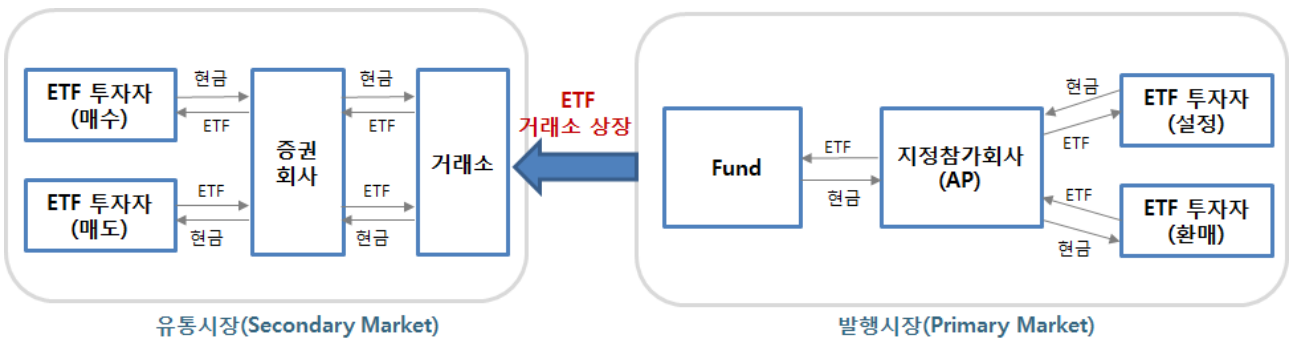 ETF 투자자
(매수)
현금
ETF
ETF 투자자
(매도)
ETF
현금
증권
회사
현금
ETF
ETF
현금
거래소
ETF
거래소 상장
Fund
ETF
현금
지정참가회사
(AP)
현금
ETF
ETF
현금
ETF 투자자
(설정)
ETF 투자자
(환매)
유통시장(Secondary Market)
발행시장(Primary Market)